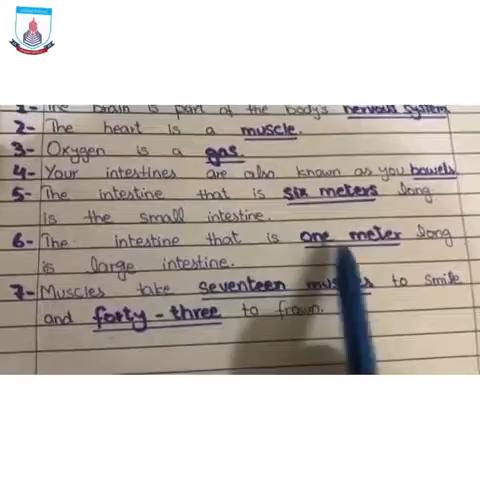 1- The brain is part of the body's nervous system
2- The heart is a muscle.
3- Oxygen is a gas.
4- Your intestines are also known as you bowels
5- The intestine that is six meters long
is the small intestine.
6- The intestine that is one meter long
is large intestine.
7- Muscles take seventeen muscles to smile
and forty-three to frown.